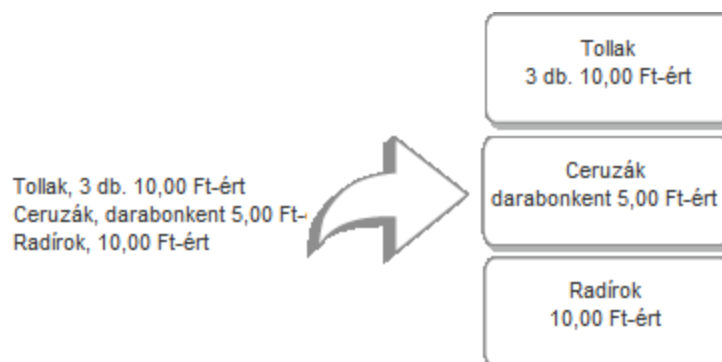 Tollak, 3 db. 10,00 Ft-ért
Ceruzák, darabonkent 5,00 Ft-
Radírok, 10,00 Ft-ért
Tollak
3 db. 10,00 Ft-ért
Ceruzák
darabonkent 5,00 Ft-ért
Radírok
10,00 Ft-ért